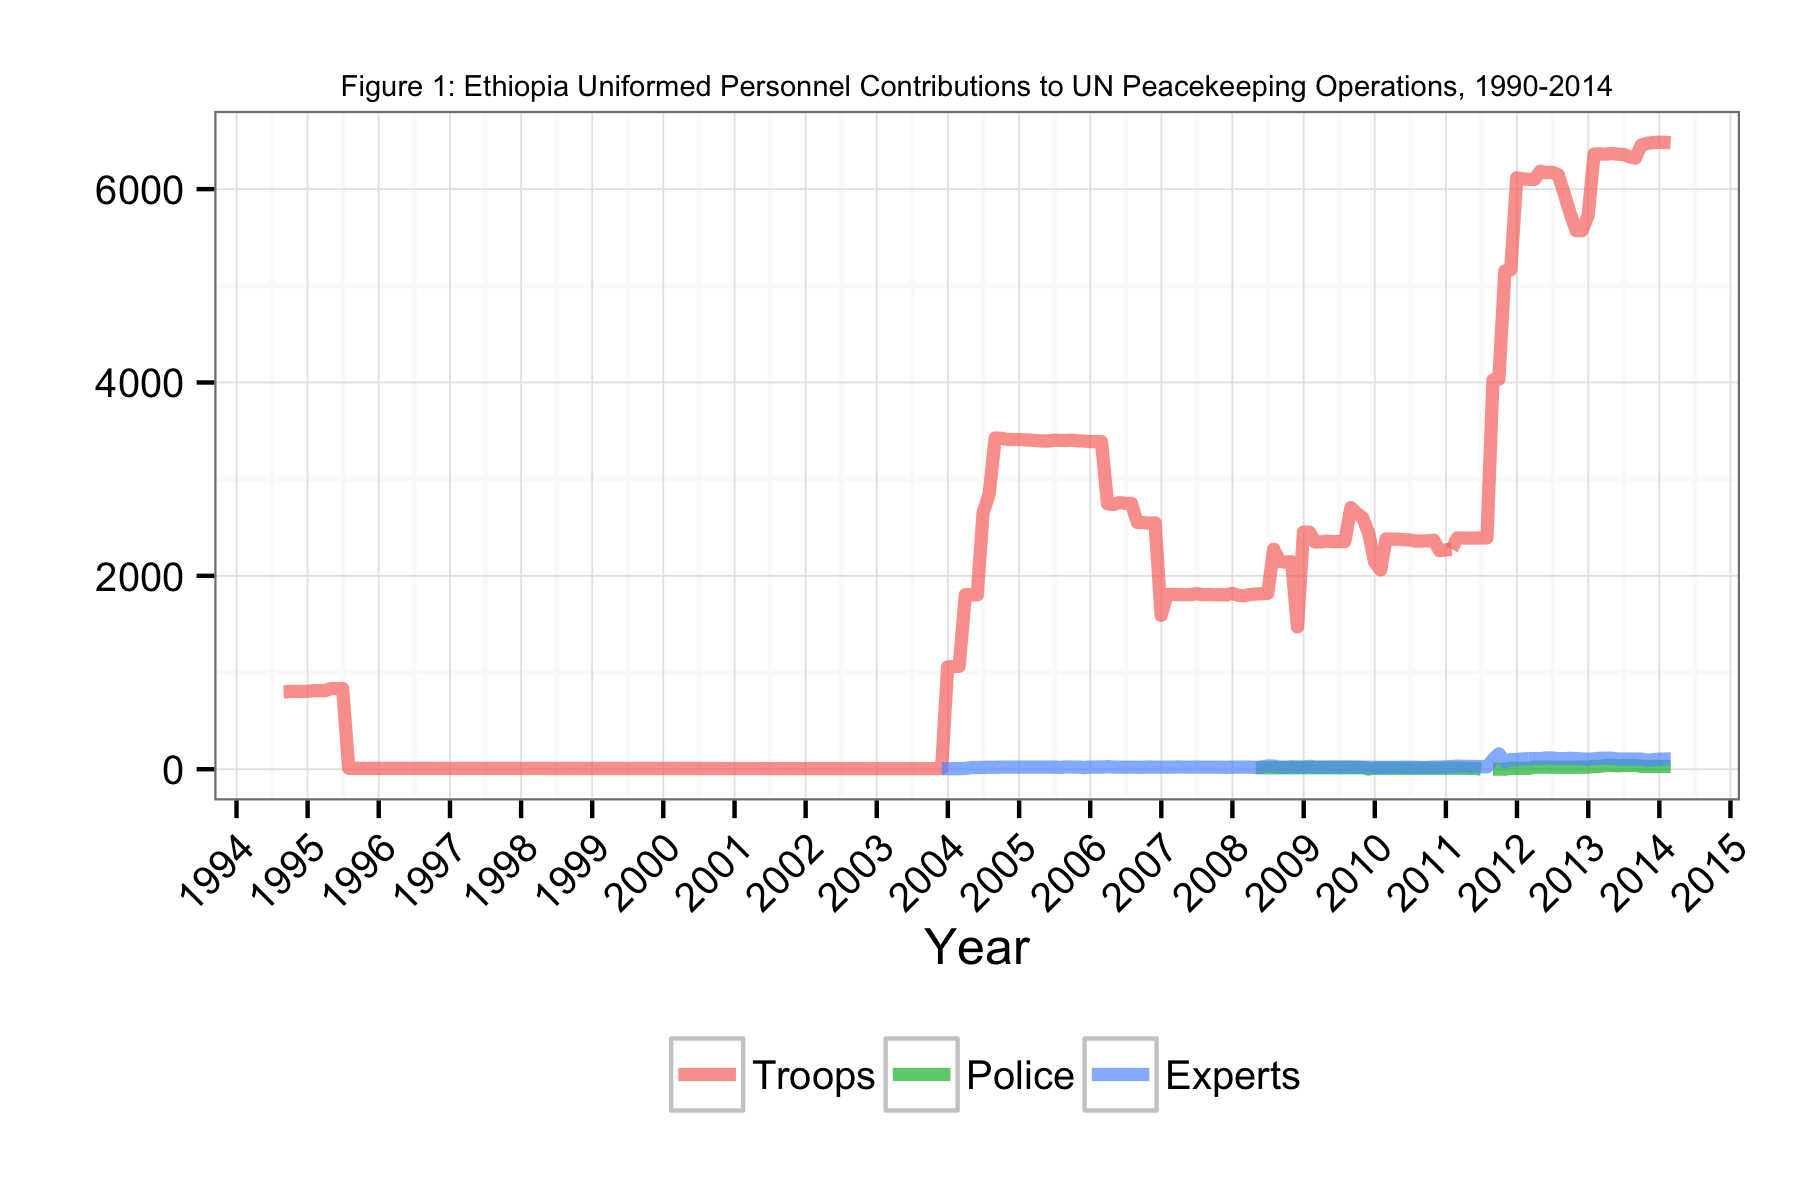 Figure 1: Ethiopia Uniformed Personnel Contributions to UN Peacekeeping Operations, 1990-2014
6000
4000
2000
0
1994 1995 1996 1997 1998 1999 2000 2001 2002 2003 2004 2005 2006 2007 2008 2009 2010 2011 2012 2013 2014 2015
Year
Troops Police Experts